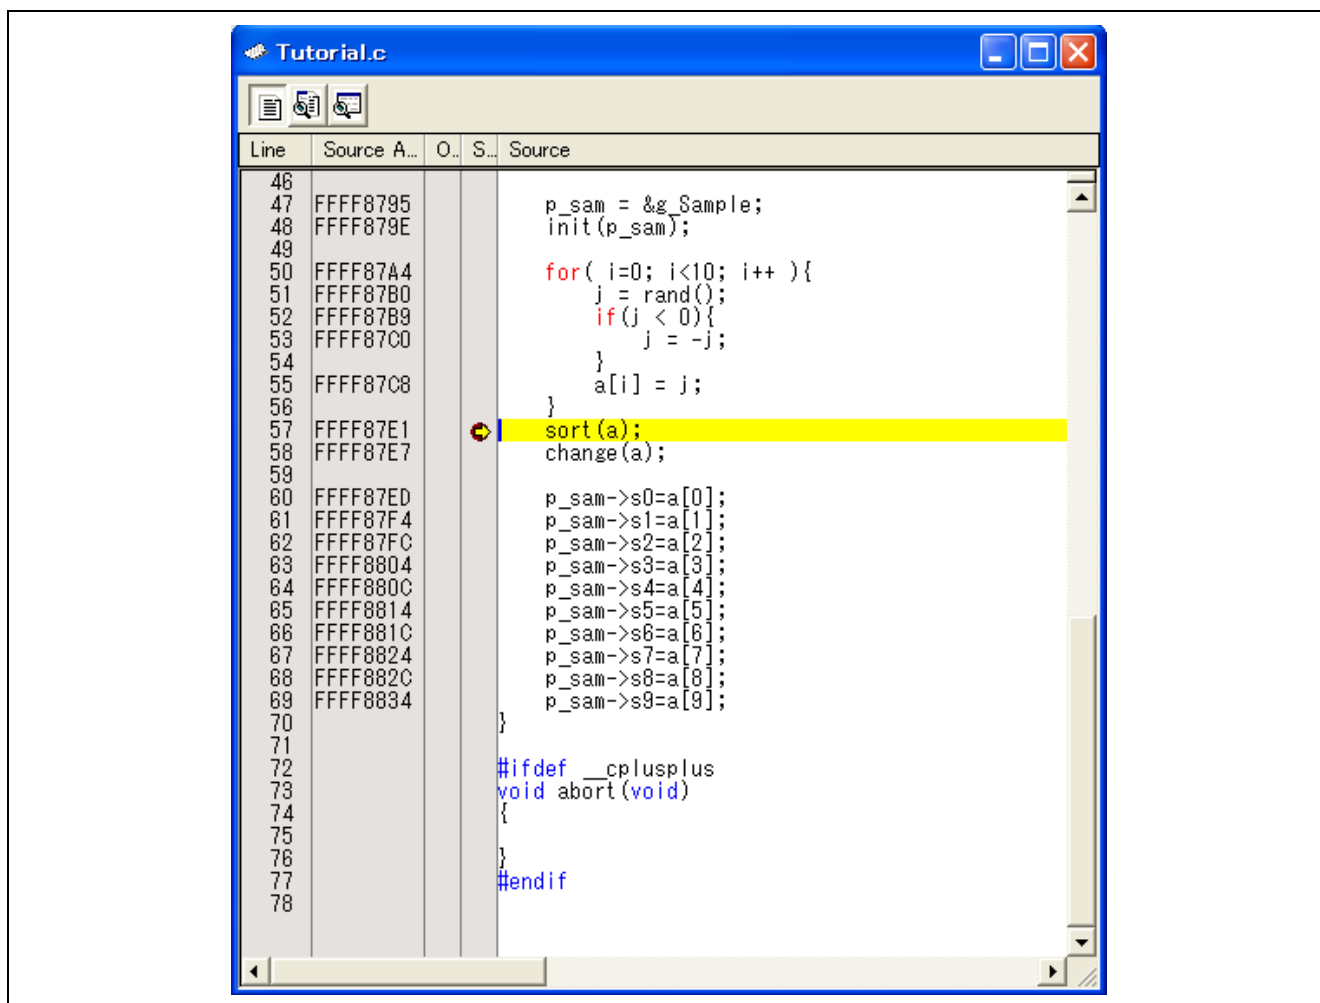 Tutorial.c
Line Source A... O.. S... Source
46
47 FFFF8795 p_sam = &g_Sample;
48 FFFF879E init(p_sam);
49
50 FFFF87A4 for( i=0; i<10; i++ ){
51 FFFF87B0 j = rand();
52 FFFF87B9 if(j < 0){
53 FFFF87C0 j = -j;
54 }
55 FFFF87C8 a[i] = j;
56 }
57 FFFF87E1 sort(a);
58 FFFF87E7 change(a);
59
60 FFFF87ED p_sam->s0=a[0];
61 FFFF87F4 p_sam->s1=a[1];
62 FFFF87FC p_sam->s2=a[2];
63 FFFF8804 p_sam->s3=a[3];
64 FFFF880C p_sam->s4=a[4];
65 FFFF8814 p_sam->s5=a[5];
66 FFFF881C p_sam->s6=a[6];
67 FFFF8824 p_sam->s7=a[7];
68 FFFF882C p_sam->s8=a[8];
69 FFFF8834 p_sam->s9=a[9];
70 }
71
72 #ifdef __cplusplus
73 void abort(void)
74 {
75
76 }
77 #endif
78